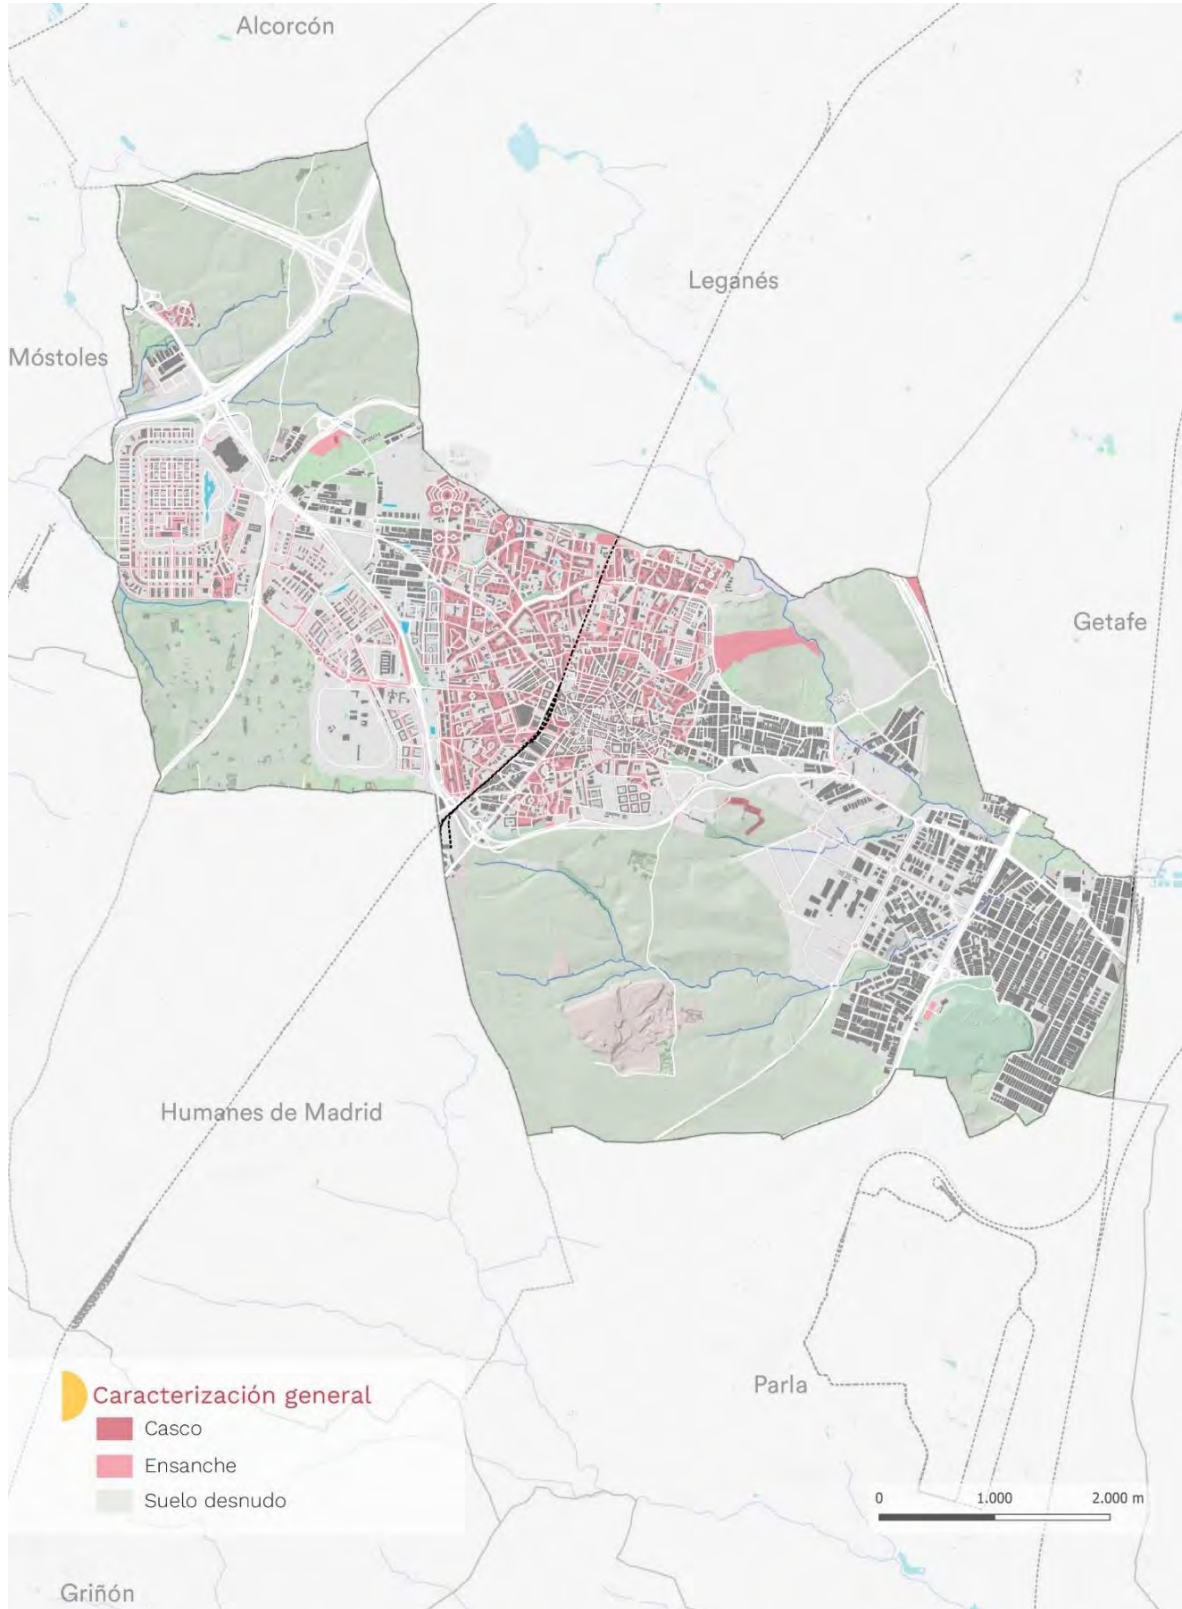 Alcorcón
Leganés
Móstoles
Getafe
Humanes de Madrid
Parla
Caracterización general
Casco
Ensanche
Suelo desnudo
0 1.000 2.000 m
Griñón